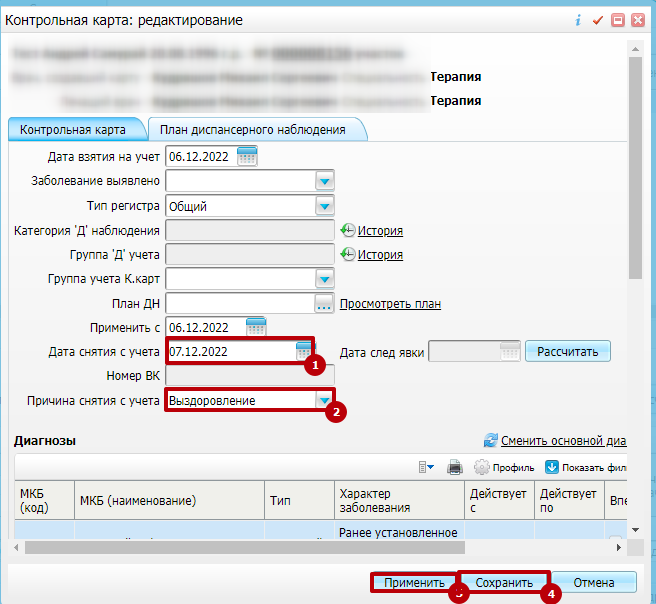 Контрольная карта: редактирование
Терапия
Терапия
Контрольная карта
План диспансерного наблюдения
Дата взятия на учет 06.12.2022
Заболевание выявлено
Тип регистра Общий
Категория 'Д' наблюдения История
Группа 'Д' учета История
Группа учета К.карт
План ДН ... Просмотреть план
Применить с 06.12.2022
Дата снятия с учета 07.12.2022 1 Дата след явки Рассчитать
Номер ВК
Причина снятия с учета Выздоровление 2
Диагнозы Сменить основной диа
Профиль Показать фил
МКБ (код) МКБ (наименование) Тип Характер заболевания Действует с Действует по Впе
Ранее установленное
Применить 3 Сохранить 4 Отмена